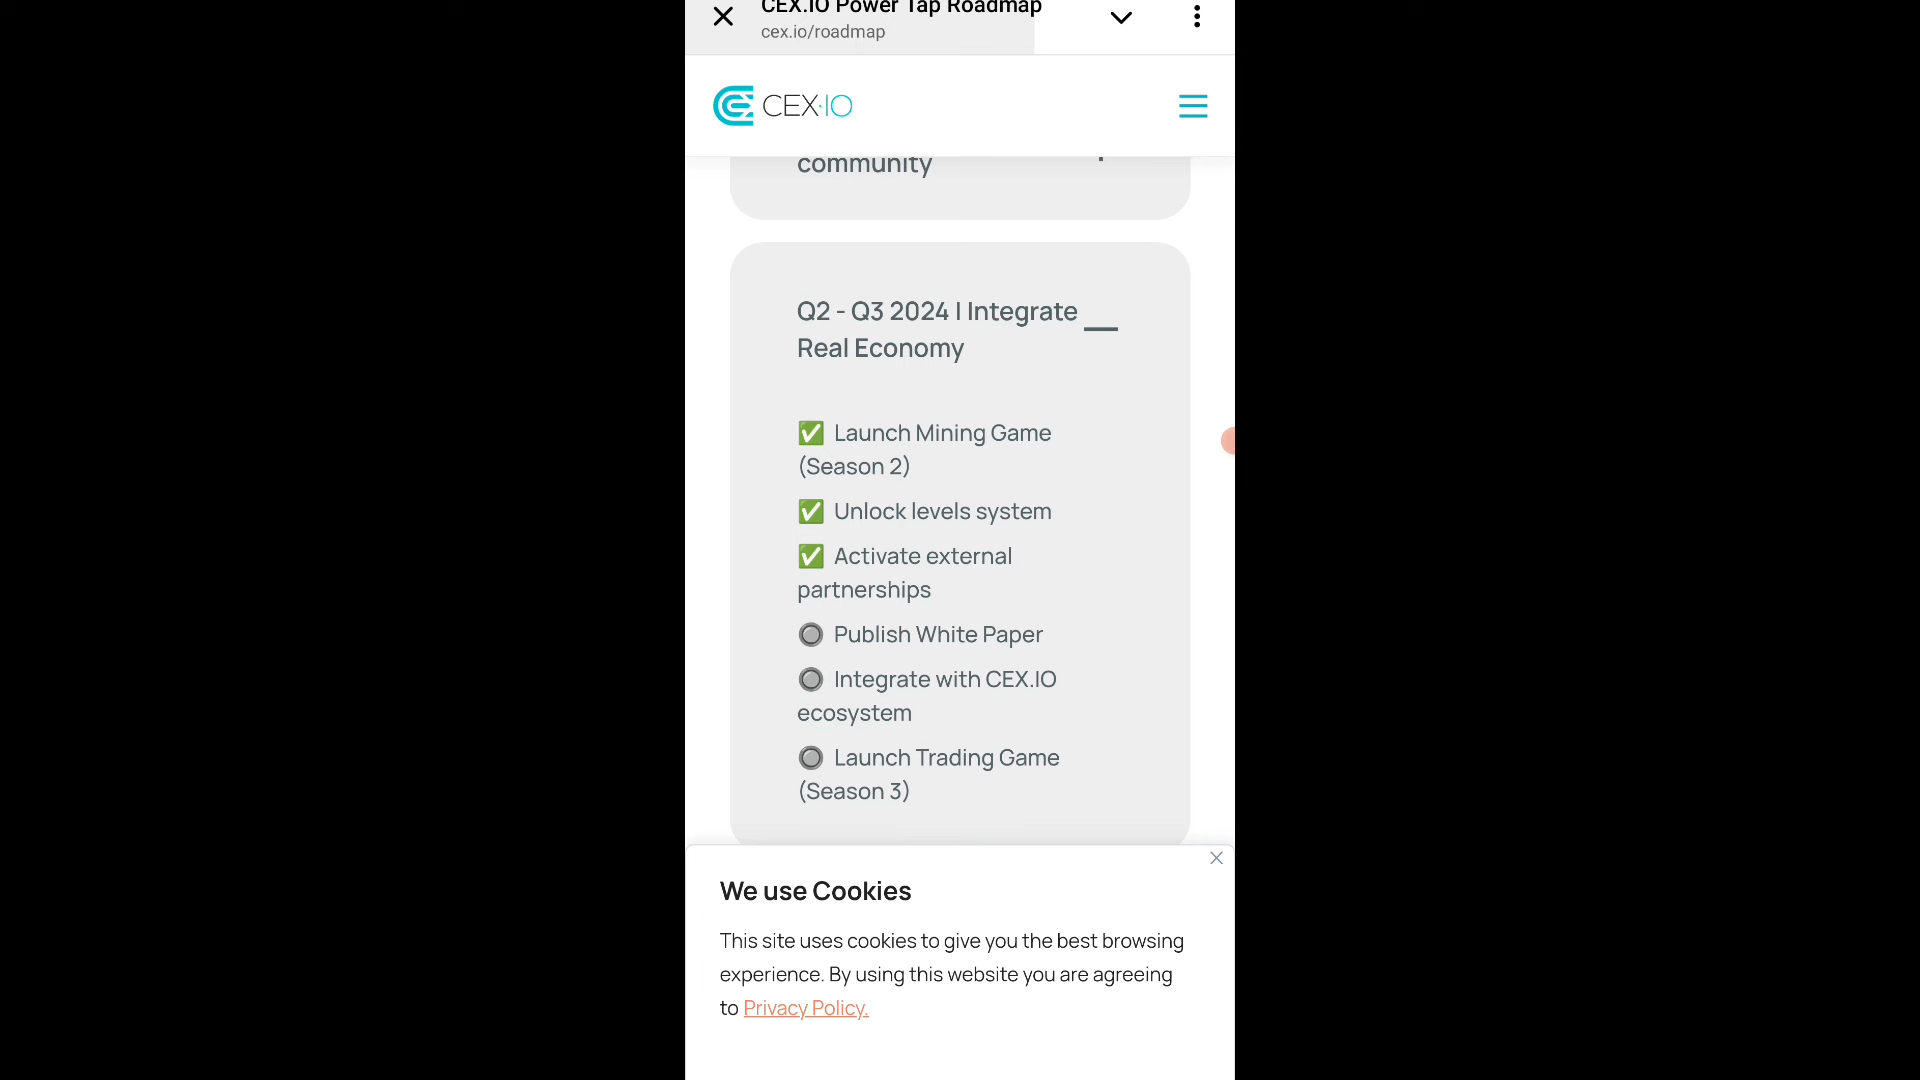 CEX.IO Power Tap Roadmap
cex.io/roadmap
CEX·IO
community
Q2 - Q3 2024 | Integrate
Real Economy
✅ Launch Mining Game
(Season 2)
✅ Unlock levels system
✅ Activate external
partnerships
🔘 Publish White Paper
🔘 Integrate with CEX.IO
ecosystem
🔘 Launch Trading Game
(Season 3)
We use Cookies
This site uses cookies to give you the best browsing
experience. By using this website you are agreeing
to Privacy Policy.